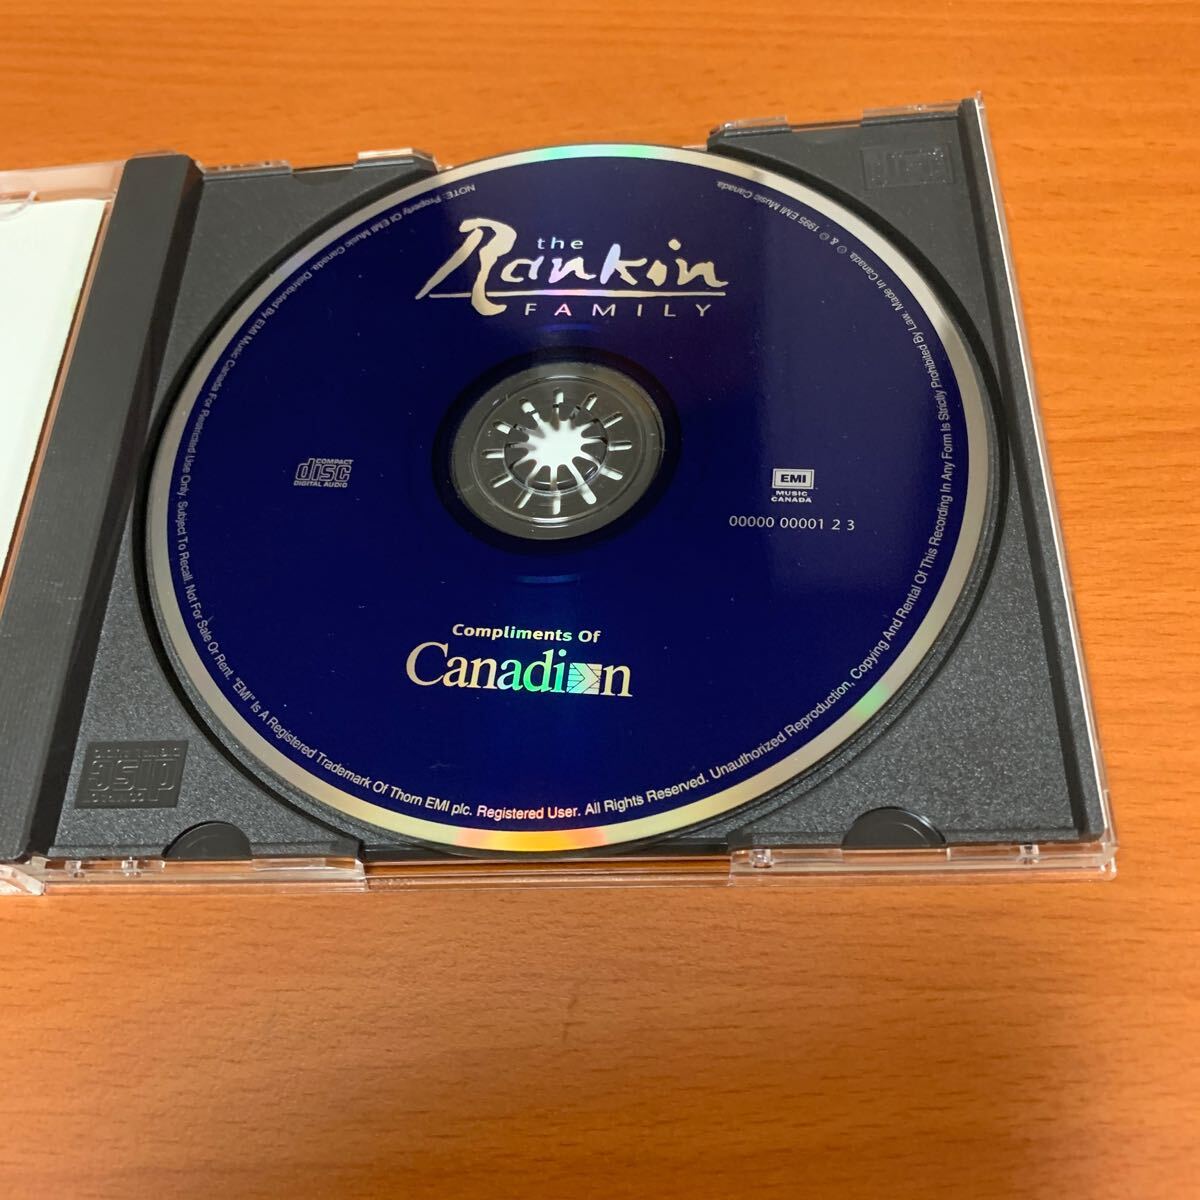 the
Rankin
FAMILY
COMPACT
disc
DIGITAL AUDIO
EMI
MUSIC
CANADA
00000 00001 2 3
Compliments Of
Canadian
NOTE: Property Of EMI Music Canada. Distributed By EMI Music Canada For Restricted Use Only. Subject To Recall. Not For Sale Or Rent. "EMI" Is A Registered Trademark Of Thorn EMI plc. Registered User. All Rights Reserved. Unauthorized Reproduction, Copying And Rental Of This Recording In Any Form Is Strictly Prohibited By Law. Made In Canada. ℗ & © 1995 EMI Music Canada.
disc